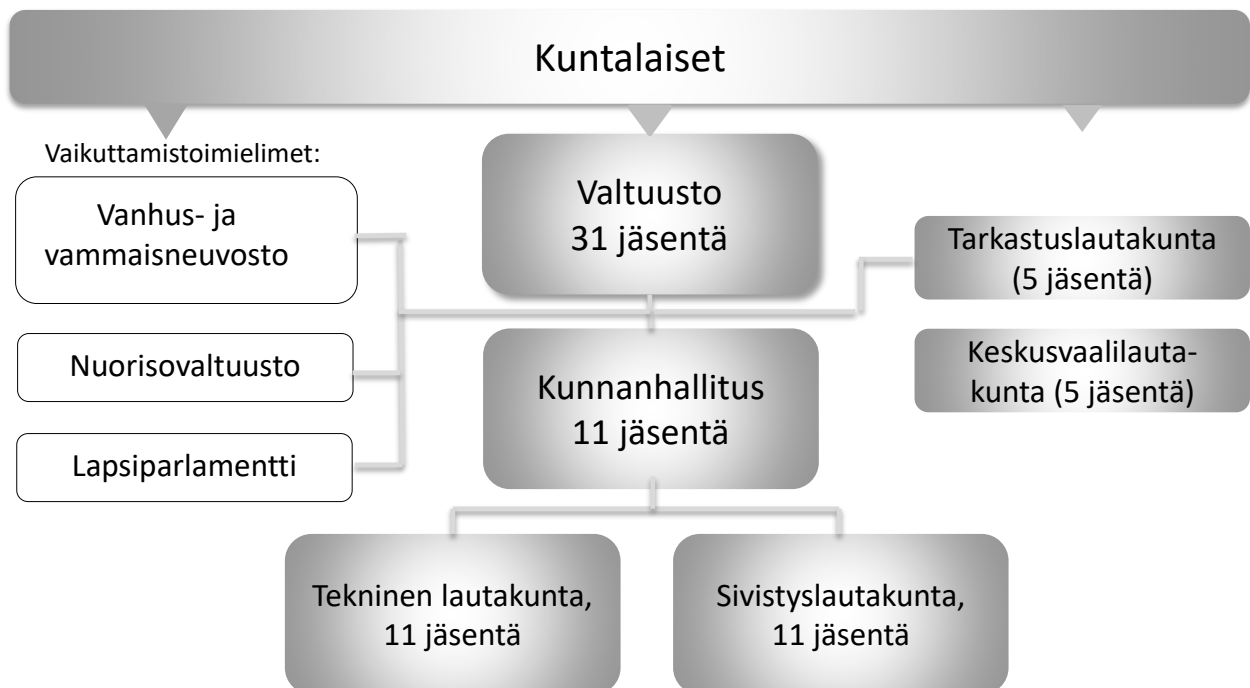 Kuntalaiset
Vaikuttamistoimielimet:
Vanhus- ja
vammaisneuvosto
Nuorisovaltuusto
Lapsiparlamentti
Valtuusto
31 jäsentä
Kunnanhallitus
11 jäsentä
Tarkastuslautakunta
(5 jäsentä)
Keskusvaalilauta-
kunta (5 jäsentä)
Tekninen lautakunta,
11 jäsentä
Sivistyslautakunta,
11 jäsentä